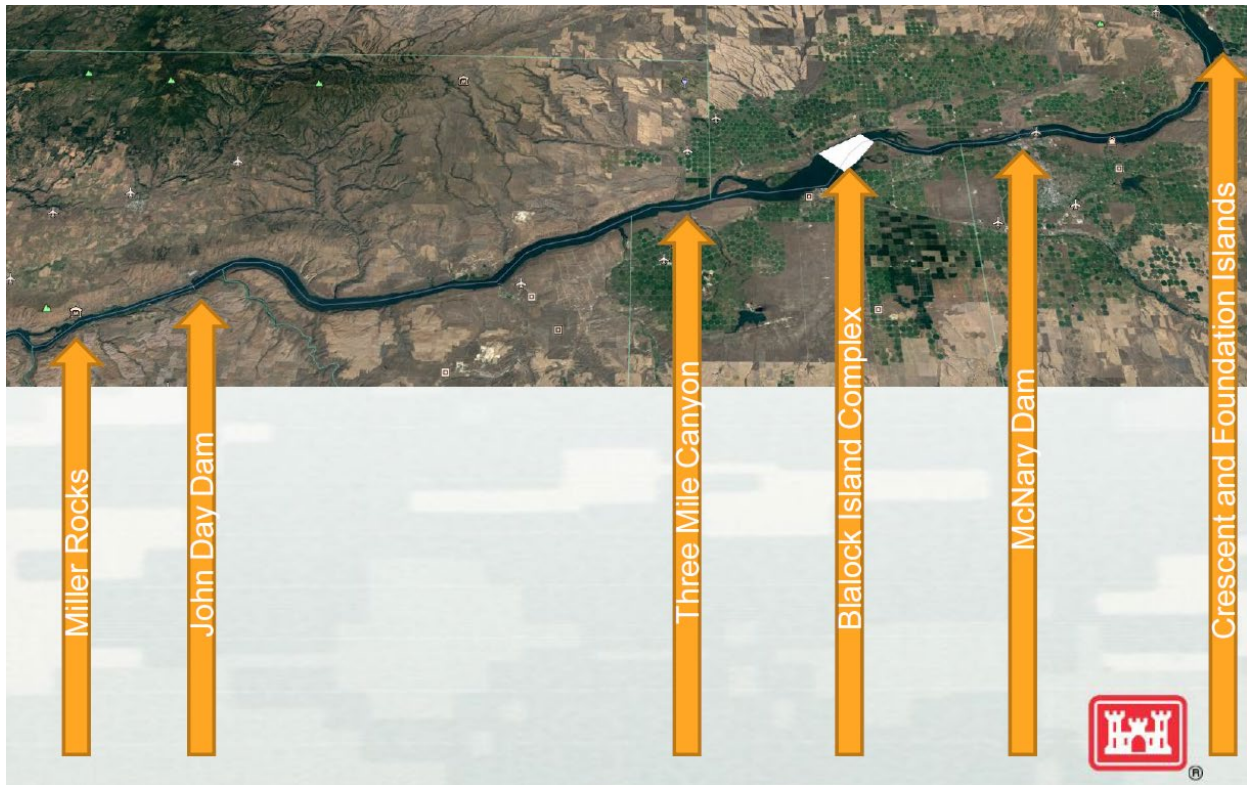 Miller Rocks
John Day Dam
Three Mile Canyon
Blalock Island Complex
McNary Dam
Crescent and Foundation Islands
®